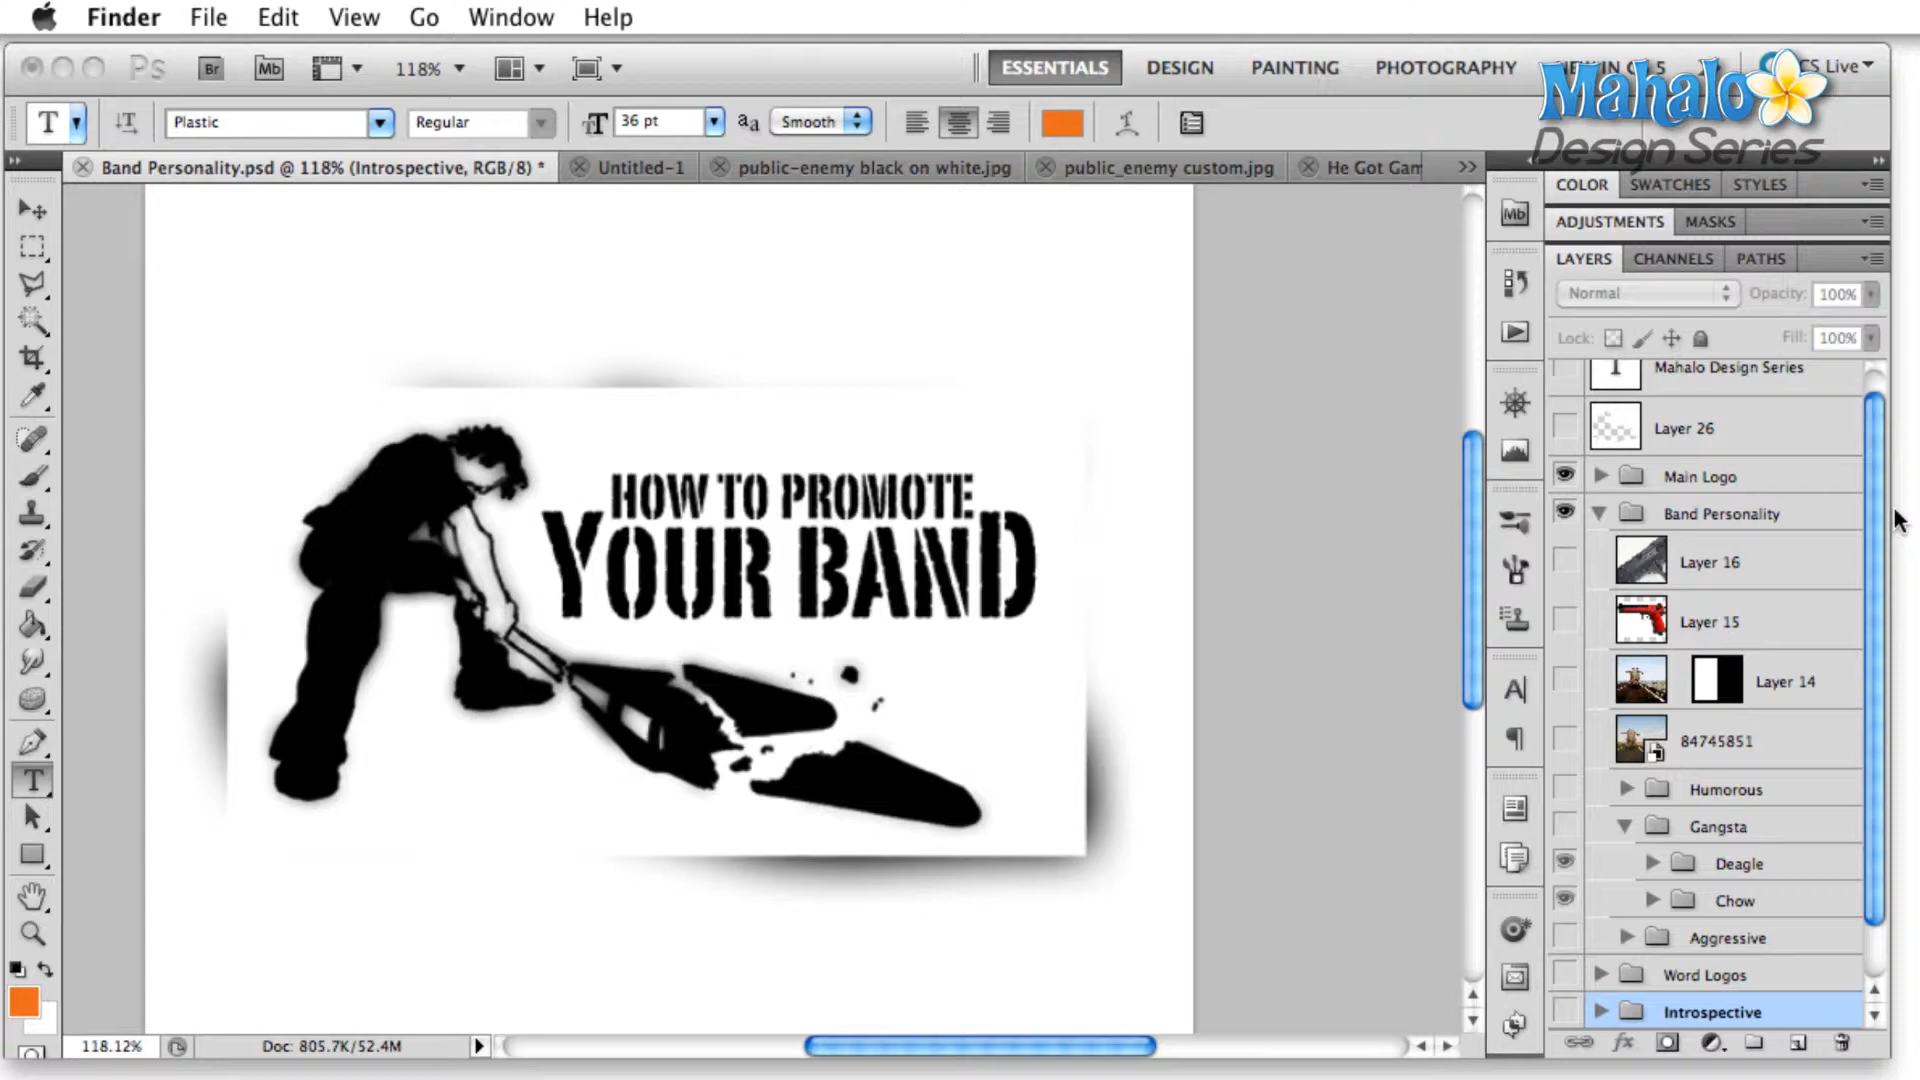 Finder File Edit View Go Window Help
Ps Br Mb 118% ESSENTIALS DESIGN PAINTING PHOTOGRAPHY CS Live
Mahalo
Design Series
T Plastic Regular 36 pt aa Smooth
Band Personality.psd @ 118% (Introspective, RGB/8) * Untitled-1 public-enemy black on white.jpg public_enemy custom.jpg He Got Gam
COLOR SWATCHES STYLES
Mb
ADJUSTMENTS MASKS
LAYERS CHANNELS PATHS
Normal Opacity: 100%
Lock: Fill: 100%
Mahalo Design Series
Layer 26
Main Logo
Band Personality
Layer 16
Layer 15
Layer 14
84745851
Humorous
Gangsta
Deagle
Chow
Aggressive
Word Logos
Introspective
HOW TO PROMOTE
YOUR BAND
118.12% Doc: 805.7K/52.4M